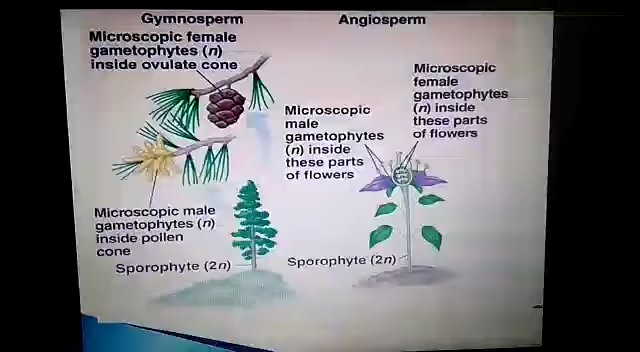 Gymnosperm
Angiosperm
Microscopic female
gametophytes (n)
inside ovulate cone
Microscopic male
gametophytes (n)
inside pollen
cone
Sporophyte (2n)
Microscopic
male
gametophytes
(n) inside
these parts
of flowers
Microscopic
female
gametophytes
(n) inside
these parts
of flowers
Sporophyte (2n)